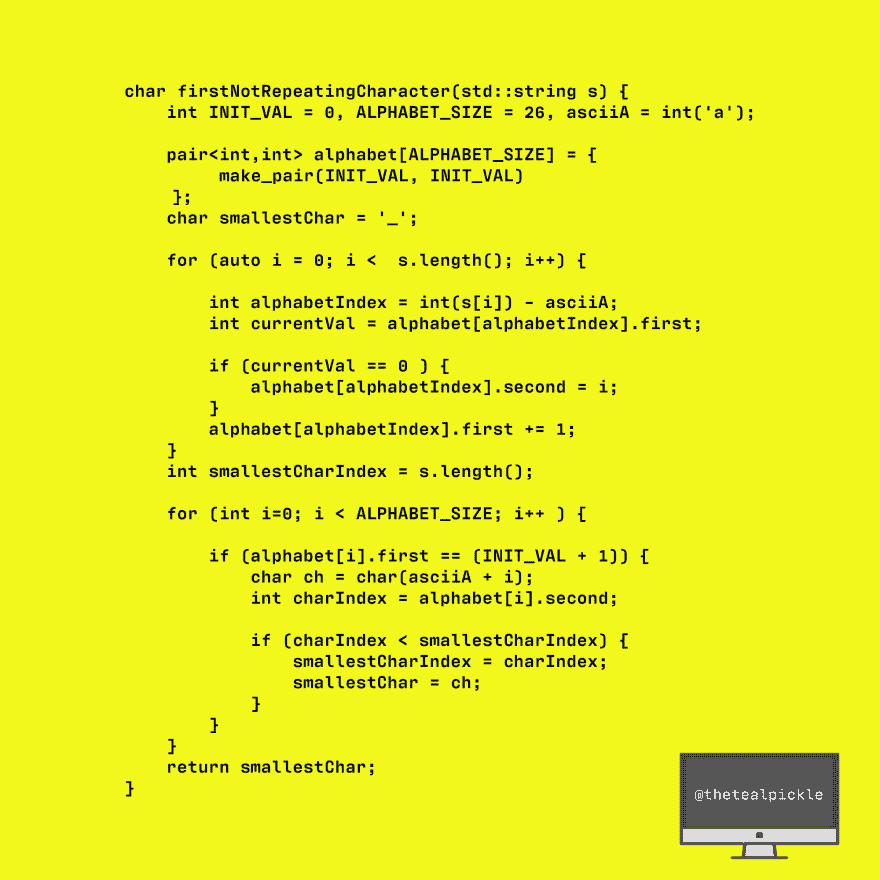 char firstNotRepeatingCharacter(std::string s) {
    int INIT_VAL = 0, ALPHABET_SIZE = 26, asciiA = int('a');

    pair<int,int> alphabet[ALPHABET_SIZE] = {
         make_pair(INIT_VAL, INIT_VAL)
     };
    char smallestChar = '_';

    for (auto i = 0; i <  s.length(); i++) {

        int alphabetIndex = int(s[i]) - asciiA;
        int currentVal = alphabet[alphabetIndex].first;

        if (currentVal == 0 ) {
            alphabet[alphabetIndex].second = i;
        }
        alphabet[alphabetIndex].first += 1;
    }
    int smallestCharIndex = s.length();

    for (int i=0; i < ALPHABET_SIZE; i++ ) {

        if (alphabet[i].first == (INIT_VAL + 1)) {
            char ch = char(asciiA + i);
            int charIndex = alphabet[i].second;

            if (charIndex < smallestCharIndex) {
                smallestCharIndex = charIndex;
                smallestChar = ch;
            }
        }
    }
    return smallestChar;
}
@thetealpickle